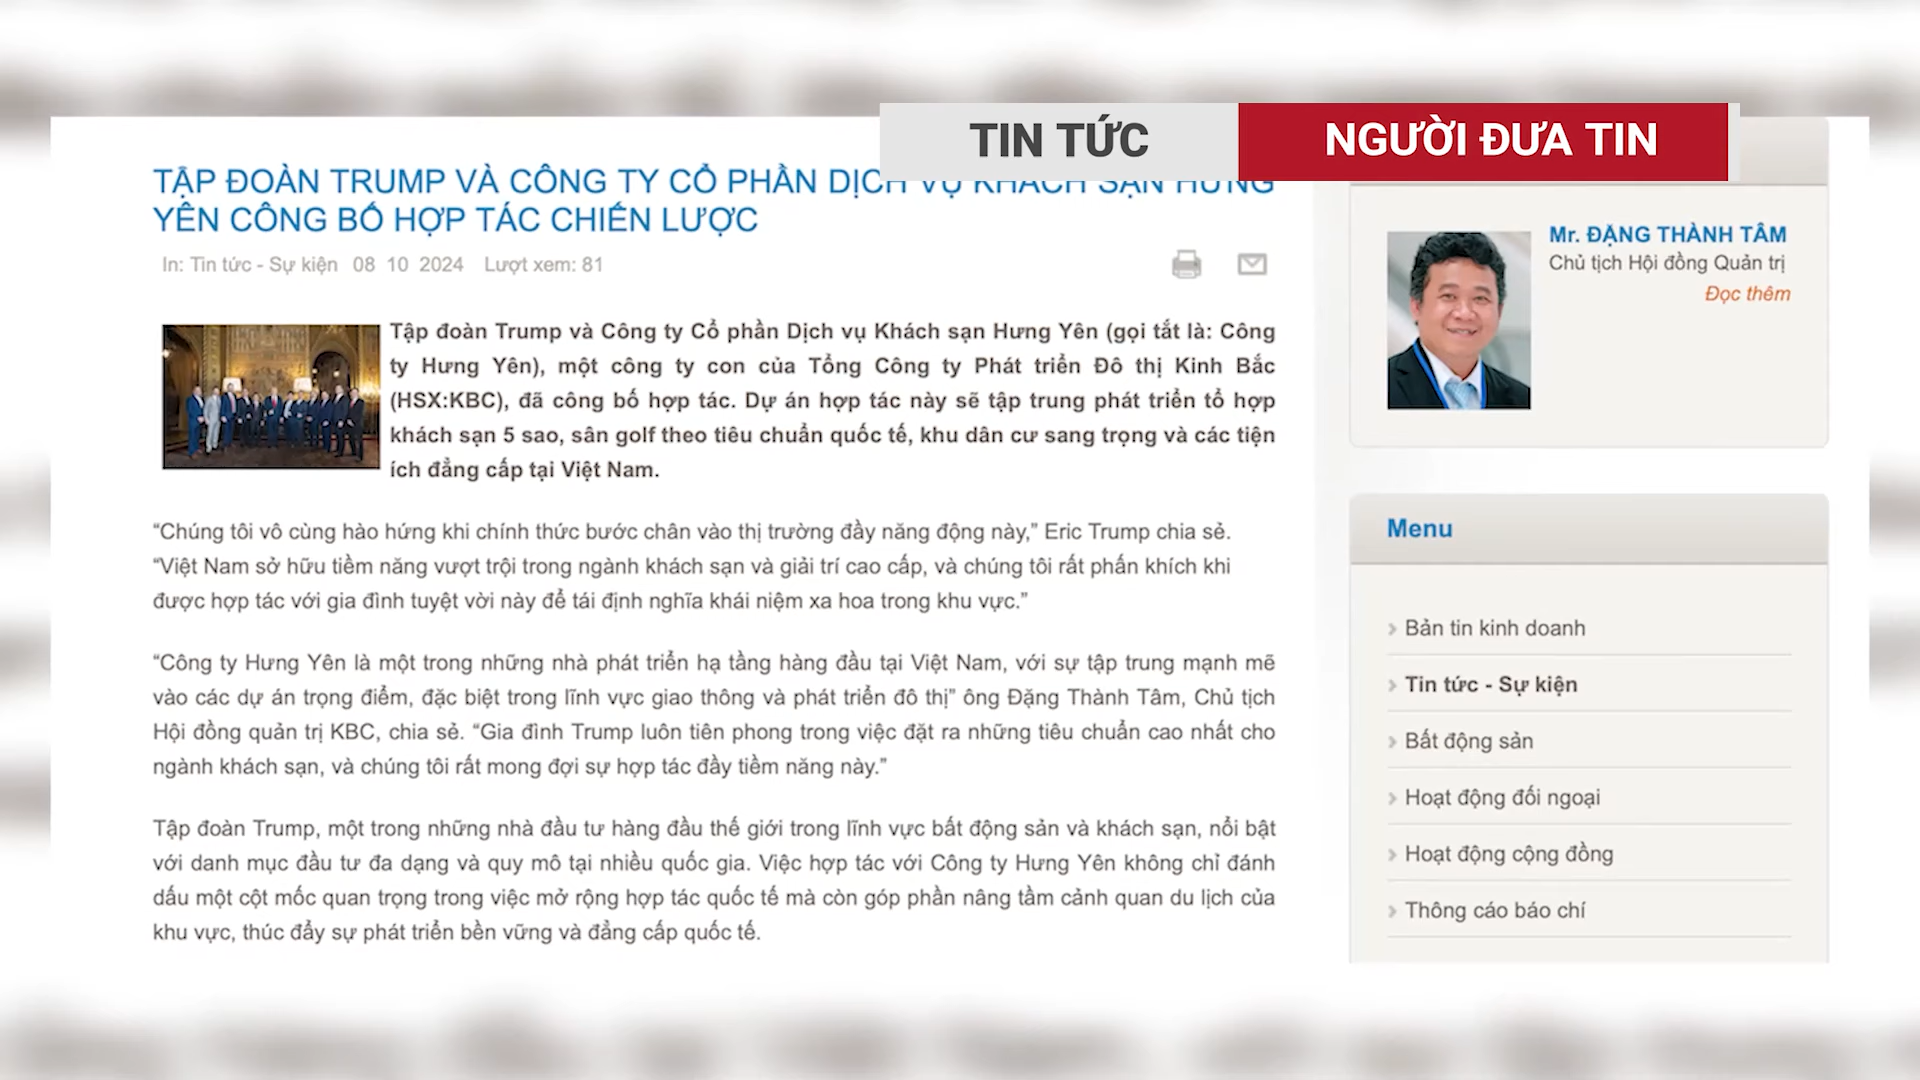 TIN TỨC
NGƯỜI ĐƯA TIN
TẬP ĐOÀN TRUMP VÀ CÔNG TY CỔ PHẦN DỊCH VỤ KHÁCH SẠN HƯNG
YÊN CÔNG BỐ HỢP TÁC CHIẾN LƯỢC
In: Tin tức - Sự kiện 08 10 2024 Lượt xem: 81
Tập đoàn Trump và Công ty Cổ phần Dịch vụ Khách sạn Hưng Yên (gọi tắt là: Công
ty Hưng Yên), một công ty con của Tổng Công ty Phát triển Đô thị Kinh Bắc
(HSX:KBC), đã công bố hợp tác. Dự án hợp tác này sẽ tập trung phát triển tổ hợp
khách sạn 5 sao, sân golf theo tiêu chuẩn quốc tế, khu dân cư sang trọng và các tiện
ích đẳng cấp tại Việt Nam.
“Chúng tôi vô cùng hào hứng khi chính thức bước chân vào thị trường đầy năng động này,” Eric Trump chia sẻ.
“Việt Nam sở hữu tiềm năng vượt trội trong ngành khách sạn và giải trí cao cấp, và chúng tôi rất phấn khích khi
được hợp tác với gia đình tuyệt vời này để tái định nghĩa khái niệm xa hoa trong khu vực.”
“Công ty Hưng Yên là một trong những nhà phát triển hạ tầng hàng đầu tại Việt Nam, với sự tập trung mạnh mẽ
vào các dự án trọng điểm, đặc biệt trong lĩnh vực giao thông và phát triển đô thị” ông Đặng Thành Tâm, Chủ tịch
Hội đồng quản trị KBC, chia sẻ. “Gia đình Trump luôn tiên phong trong việc đặt ra những tiêu chuẩn cao nhất cho
ngành khách sạn, và chúng tôi rất mong đợi sự hợp tác đầy tiềm năng này.”
Tập đoàn Trump, một trong những nhà đầu tư hàng đầu thế giới trong lĩnh vực bất động sản và khách sạn, nổi bật
với danh mục đầu tư đa dạng và quy mô tại nhiều quốc gia. Việc hợp tác với Công ty Hưng Yên không chỉ đánh
dấu một cột mốc quan trọng trong việc mở rộng hợp tác quốc tế mà còn góp phần nâng tầm cảnh quan du lịch của
khu vực, thúc đẩy sự phát triển bền vững và đẳng cấp quốc tế.
Mr. ĐẶNG THÀNH TÂM
Chủ tịch Hội đồng Quản trị
Đọc thêm
Menu
Bản tin kinh doanh
Tin tức - Sự kiện
Bất động sản
Hoạt động đối ngoại
Hoạt động cộng đồng
Thông cáo báo chí